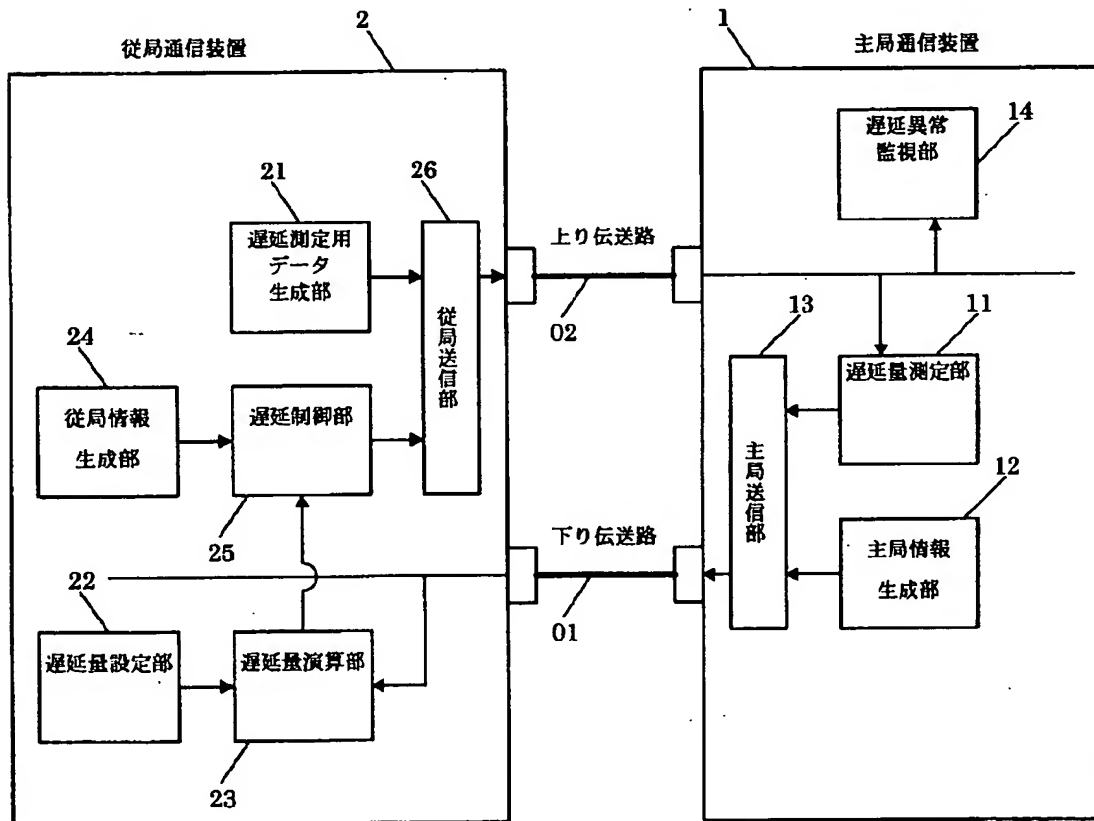 2
1
従局通信装置
主局通信装置
遅延異常
監視部
14
21
26
遅延測定用
データ
生成部
従局送信部
上り伝送路
02
13
11
遅延量測定部
24
従局情報
生成部
遅延制御部
25
主局送信部
12
主局情報
生成部
下り伝送路
01
22
遅延量設定部
遅延量演算部
23